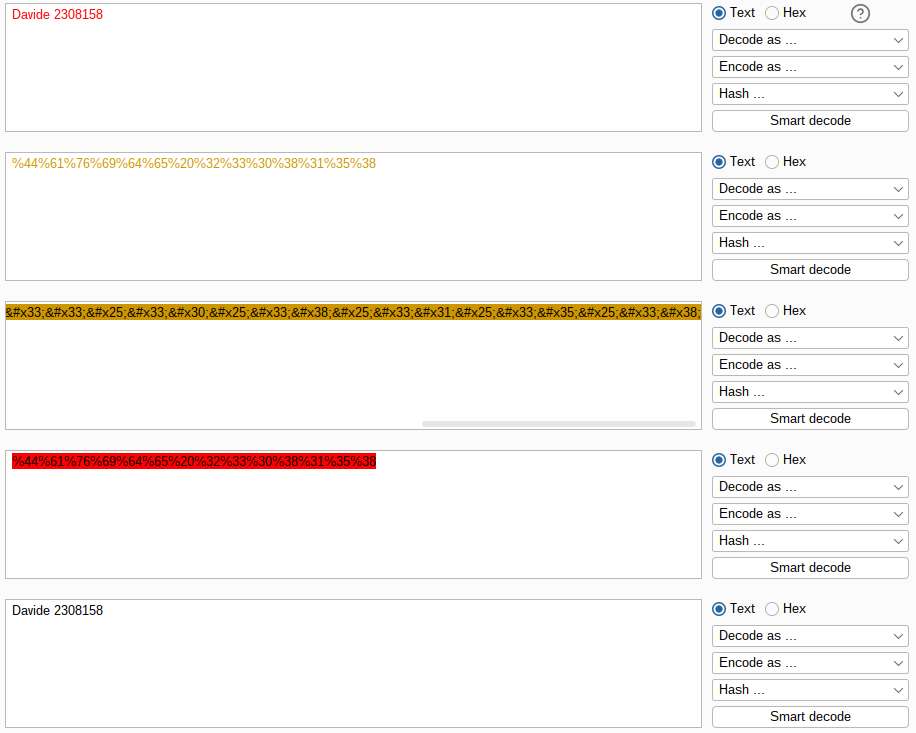 Davide 2308158
Text Hex ?
Decode as ...
Encode as ...
Hash ...
Smart decode
%44%61%76%69%64%65%20%32%33%30%38%31%35%38
Text Hex
Decode as ...
Encode as ...
Hash ...
Smart decode
&#x33;&#x33;&#x25;&#x33;&#x30;&#x25;&#x33;&#x38;&#x25;&#x33;&#x31;&#x25;&#x33;&#x35;&#x25;&#x33;&#x38;
Text Hex
Decode as ...
Encode as ...
Hash ...
Smart decode
%44%61%76%69%64%65%20%32%33%30%38%31%35%38
Text Hex
Decode as ...
Encode as ...
Hash ...
Smart decode
Davide 2308158
Text Hex
Decode as ...
Encode as ...
Hash ...
Smart decode